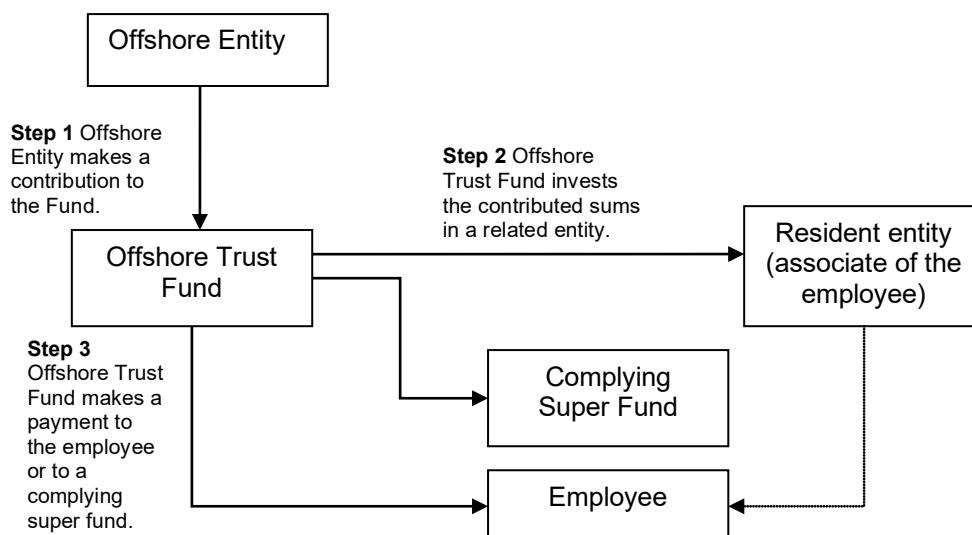 Offshore Entity
Step 1 Offshore
Entity makes a
contribution to
the Fund.
Step 2 Offshore
Trust Fund invests
the contributed sums
in a related entity.
Offshore Trust
Fund
Resident entity
(associate of the
employee)
Step 3
Offshore Trust
Fund makes a
payment to
the employee
or to a
complying
super fund.
Complying
Super Fund
Employee